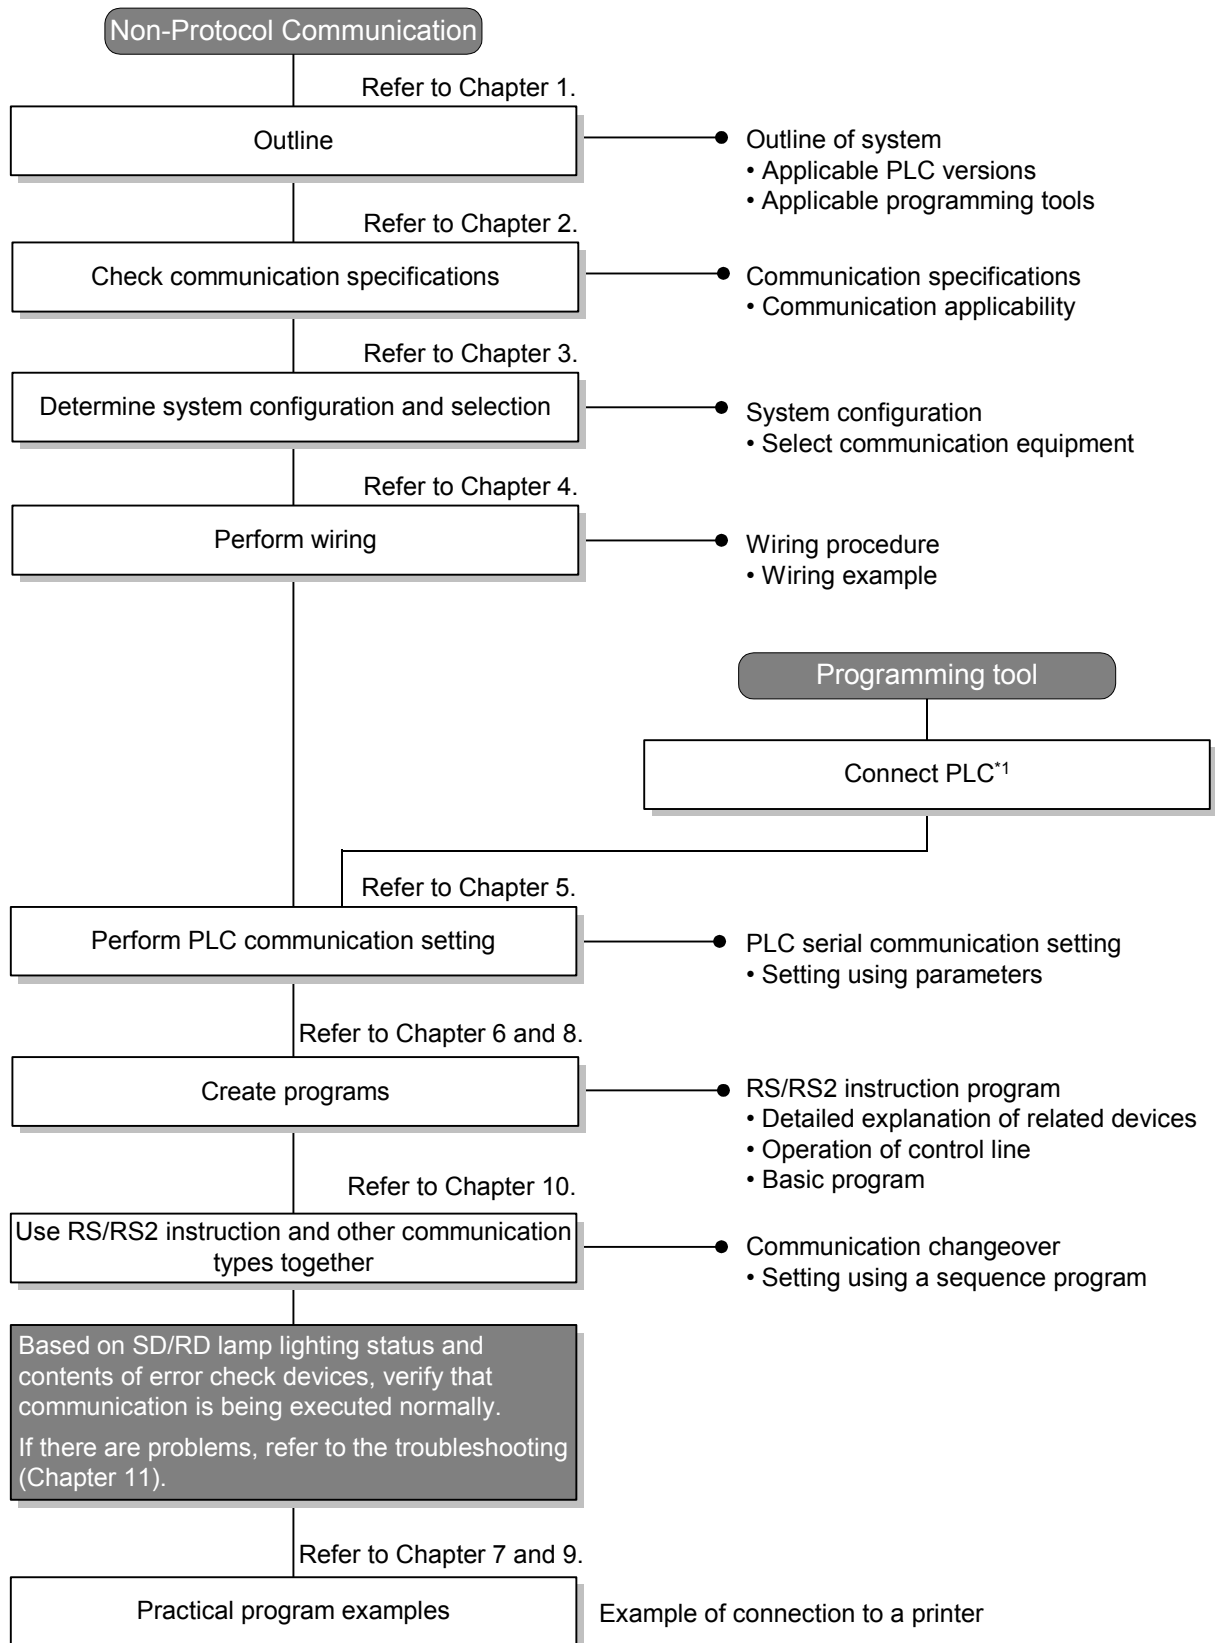 Non-Protocol Communication
Refer to Chapter 1.
Outline
Outline of system
• Applicable PLC versions
• Applicable programming tools
Refer to Chapter 2.
Check communication specifications
Communication specifications
• Communication applicability
Refer to Chapter 3.
Determine system configuration and selection
System configuration
• Select communication equipment
Refer to Chapter 4.
Perform wiring
Wiring procedure
• Wiring example
Programming tool
Connect PLC*1
Refer to Chapter 5.
Perform PLC communication setting
PLC serial communication setting
• Setting using parameters
Refer to Chapter 6 and 8.
Create programs
RS/RS2 instruction program
• Detailed explanation of related devices
• Operation of control line
• Basic program
Refer to Chapter 10.
Use RS/RS2 instruction and other communication
types together
Communication changeover
• Setting using a sequence program
Based on SD/RD lamp lighting status and
contents of error check devices, verify that
communication is being executed normally.
If there are problems, refer to the troubleshooting
(Chapter 11).
Refer to Chapter 7 and 9.
Practical program examples
Example of connection to a printer